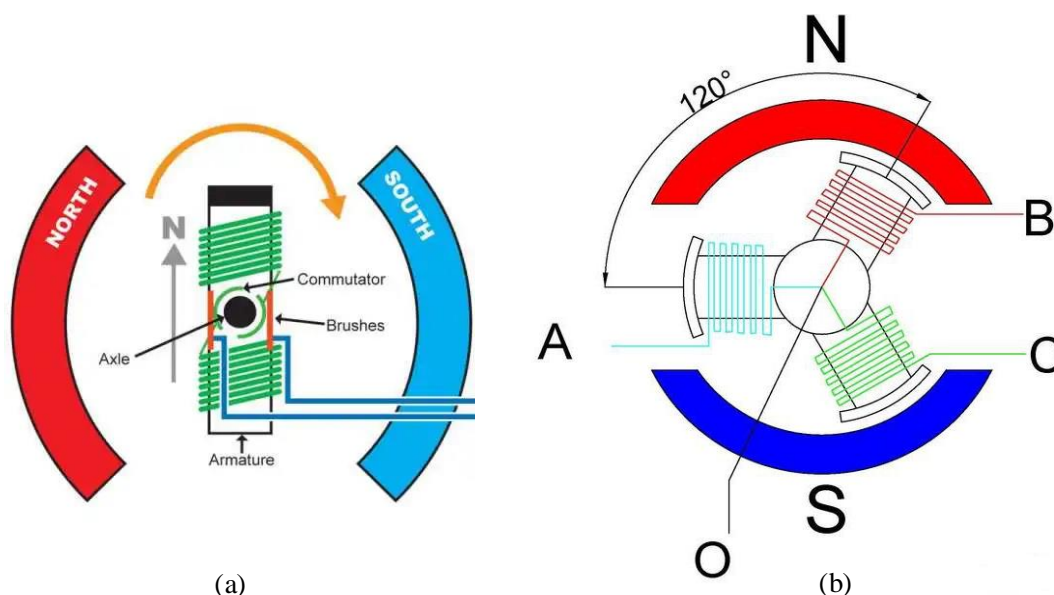 NORTH
N
SOUTH
Commutator
Brushes
Axle
Armature
(a)
N
120°
B
A
C
S
O
(b)